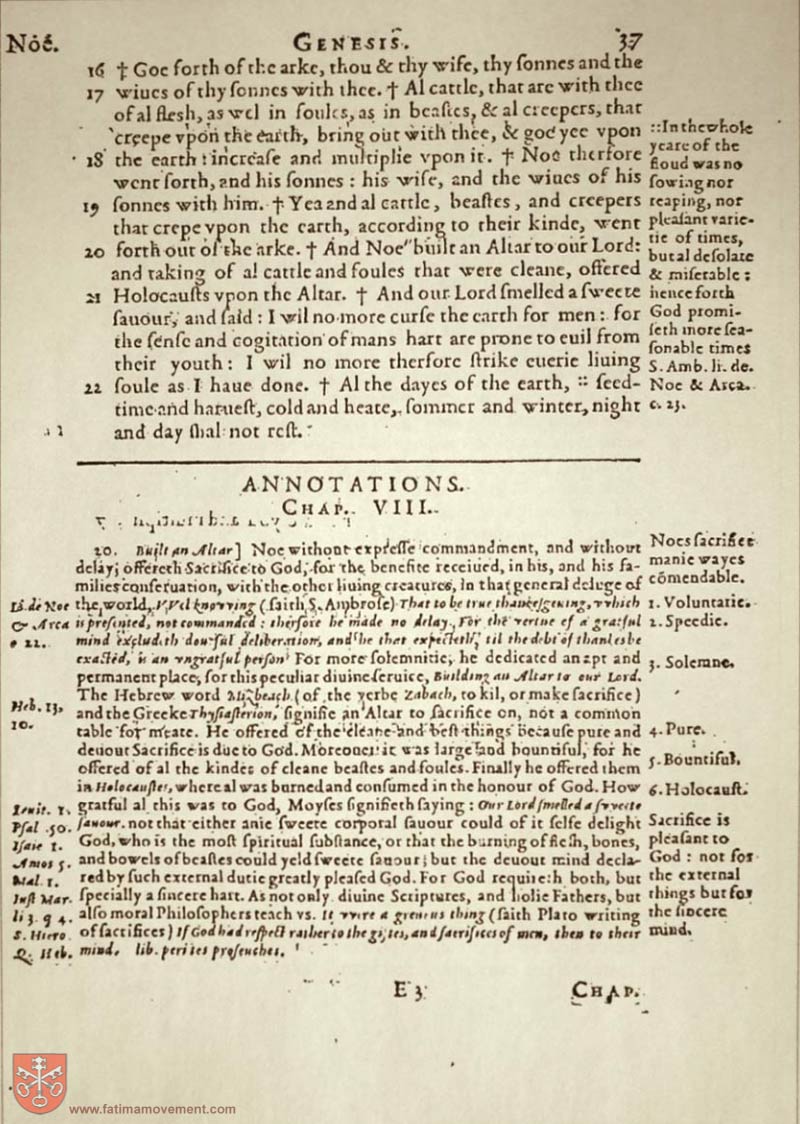 Noé.
GENESIS.
37
16 † Goe forth of the arke, thou & thy wife, thy ſonnes and the
17 wiues of thy ſonnes with thee. † Al cattle, that are with thee
of al fleſh, as wel in foules, as in beaſtes, & al creepers, that
creepe vpon the earth, bring out with thee, & goe yee vpon
18 the earth: increaſe and multiplie vpon it. † Noe therfore
went forth, and his ſonnes: his wife, and the wiues of his
19 ſonnes with him. † Yea and al cattle, beaſtes, and creepers
that crepe vpon the earth, according to their kinde, went
20 forth out of the arke. † And Noe" built an Altar to our Lord:
and taking of al cattle and foules that were cleane, offered
21 Holocauſts vpon the Altar. † And our Lord ſmelled a ſweete
ſauour, and ſaid: I wil no more curſe the earth for men: for
the ſenſe and cogitation of mans hart are prone to euil from
their youth: I wil no more therfore ſtrike euerie liuing
22 ſoule as I haue done. † Al the dayes of the earth, :: ſeed-
time and harueſt, cold and heate, ſommer and winter, night
and day ſhal not reſt.
:: In the whole
yeare of the
floud was no
ſowing nor
reaping, nor
pleaſant varie-
tie of times,
but al deſolate
& miſerable:
hence forth
God promi-
ſeth more ſea-
ſonable times
S. Amb. li. de.
Noe & Arca.
c. 23.
ANNOTATIONS.
CHAP. VIII.
20. Built an Altar] Noe without expreſſe commandment, and without
delay, offereth Sacrifice to God, for the benefite receiued, in his, and his fa-
milies conſeruation, with the other liuing creatures, in that general deluge of
the world. VVel knovving (ſaith S. Ambroſe) That to be true thankeſgeuing, vvhich
is preſented, not commanded: therfore he made no delay. For the vertue of a grateful
mind excludeth doutful deliberation, and he that expecteth, til the debt of thankes be
exacted, is an vngratful perſon. For more ſolemnitie, he dedicated an apt and
permanent place, for this peculiar diuine ſeruice, Building an Altar to our Lord.
The Hebrew word Mizbeach (of the verbe Zabach, to kil, or make ſacrifice)
and the Greeke Thyſiaſterion, ſignifie an Altar to ſacrifice on, not a common
table for meate. He offered of the cleane and beſt things becauſe pure and
deuout Sacrifice is due to God. Moreouer it was large and bountiful, for he
offered of al the kindes of cleane beaſtes and foules. Finally he offered them
in Holocauſtes, where al was burned and conſumed in the honour of God. How
grateful al this was to God, Moyſes ſignifieth ſaying: Our Lord ſmelled a ſvveete
ſauour. not that either anie ſweete corporal ſauour could of it ſelfe delight
God, who is the moſt ſpiritual ſubſtance, or that the burning of fleſh, bones,
and bowels of beaſtes could yeld ſweete ſauour; but the deuout mind decla-
red by ſuch external dutie greatly pleaſed God. For God requireth both, but
ſpecially a ſincere hart. As not only diuine Scriptures, and holie Fathers, but
alſo moral Philoſophers teach vs. It vvere a greuous thing (ſaith Plato writing
of ſacrifices) If God had reſpect rather to the giftes, and ſacrifices of men, then to their
mind. lib. peri tes proſeuches.
Li. de Noe
& Arca
c 22.
Heb. 13.
10.
Leuit. 1.
Pſal. 50.
Iſaie 1.
Amos 5.
Mal. 1.
Iuſt. Mar.
li 3. q 4.
S. Hiero
Q. Heb.
Noes ſacrifice
manie wayes
comendable.
1. Voluntarie.
2. Speedie.
3. Solemne.
4. Pure.
5. Bountiful.
6. Holocauſt.
Sacrifice is
pleaſant to
God: not for
the external
things but for
the ſincere
mind.
E 3
CHAP.
www.fatimamovement.com